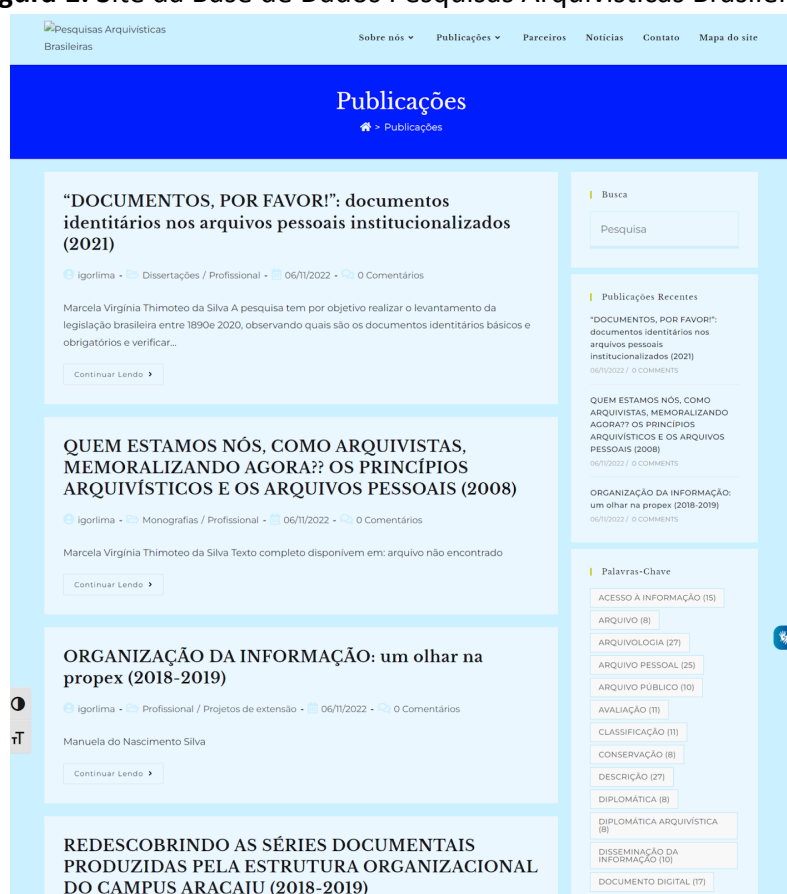 Site da Base de Dados Pesquisas Arquivísticas
Pesquisas Arquivísticas
Brasileiras
Sobre nós
Publicações
Parceiros
Notícias
Contato
Mapa do site
Publicações
> Publicações
“DOCUMENTOS, POR FAVOR!”: documentos
identitários nos arquivos pessoais institucionalizados
(2021)
igorlima - Dissertações / Profissional - 06/11/2022 - 0 Comentários
Marcela Virgínia Thimoteo da Silva A pesquisa tem por objetivo realizar o levantamento da
legislação brasileira entre 1890e 2020, observando quais são os documentos identitários básicos e
obrigatórios e verificar...
Continuar Lendo >
QUEM ESTAMOS NÓS, COMO ARQUIVISTAS,
MEMORALIZANDO AGORA?? OS PRINCÍPIOS
ARQUIVÍSTICOS E OS ARQUIVOS PESSOAIS (2008)
igorlima - Monografias / Profissional - 06/11/2022 - 0 Comentários
Marcela Virgínia Thimoteo da Silva Texto completo disponívem em: arquivo não encontrado
Continuar Lendo >
ORGANIZAÇÃO DA INFORMAÇÃO: um olhar na
propex (2018-2019)
igorlima - Profissional / Projetos de extensão - 06/11/2022 - 0 Comentários
Manuela do Nascimento Silva
Continuar Lendo >
REDESCOBRINDO AS SÉRIES DOCUMENTAIS
PRODUZIDAS PELA ESTRUTURA ORGANIZACIONAL
DO CAMPUS ARACAJU (2018-2019)
Busca
Pesquisa
Publicações Recentes
“DOCUMENTOS, POR FAVOR!”:
documentos identitários nos
arquivos pessoais
institucionalizados (2021)
06/11/2022 / 0 COMMENTS
QUEM ESTAMOS NÓS, COMO
ARQUIVISTAS, MEMORALIZANDO
AGORA?? OS PRINCÍPIOS
ARQUIVÍSTICOS E OS ARQUIVOS
PESSOAIS (2008)
06/11/2022 / 0 COMMENTS
ORGANIZAÇÃO DA INFORMAÇÃO:
um olhar na propex (2018-2019)
06/11/2022 / 0 COMMENTS
Palavras-Chave
ACESSO À INFORMAÇÃO (15)
ARQUIVO (8)
ARQUIVOLOGIA (27)
ARQUIVO PESSOAL (25)
ARQUIVO PÚBLICO (10)
AVALIAÇÃO (11)
CLASSIFICAÇÃO (11)
CONSERVAÇÃO (8)
DESCRIÇÃO (27)
DIPLOMÁTICA (8)
DIPLOMÁTICA ARQUIVÍSTICA
(8)
DISSEMINAÇÃO DA
INFORMAÇÃO (10)
DOCUMENTO DIGITAL (17)
TT